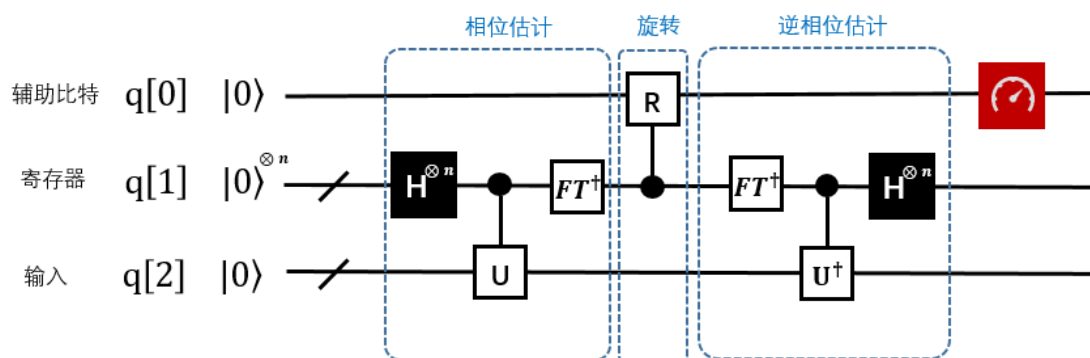 相位估计 旋转 逆相位估计
辅助比特 q[0] |0⟩ R
寄存器 q[1] |0⟩⊗n H⊗n FT† FT† H⊗n
输入 q[2] |0⟩ U U†